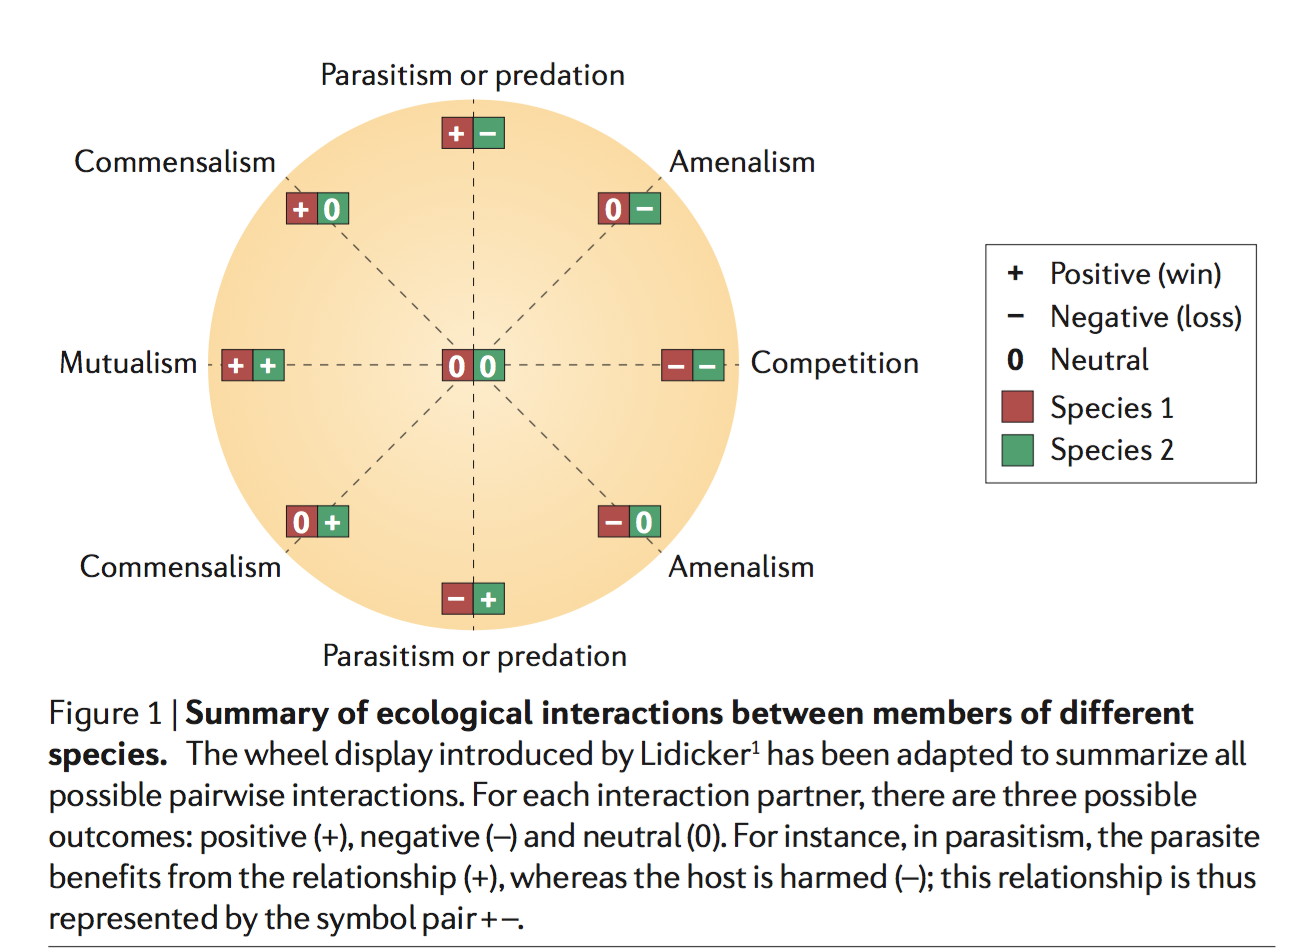 Parasitism or predation
+ −
Commensalism
Amenalism
+ 0
0 −
Mutualism
+ +
0 0
− −
Competition
0 +
− 0
Commensalism
Amenalism
− +
Parasitism or predation
+ Positive (win)
− Negative (loss)
0 Neutral
Species 1
Species 2
Figure 1 | Summary of ecological interactions between members of different
species. The wheel display introduced by Lidicker¹ has been adapted to summarize all
possible pairwise interactions. For each interaction partner, there are three possible
outcomes: positive (+), negative (−) and neutral (0). For instance, in parasitism, the parasite
benefits from the relationship (+), whereas the host is harmed (−); this relationship is thus
represented by the symbol pair + −.